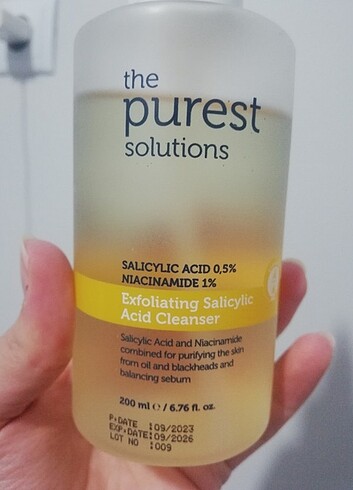 the
purest
solutions
SALICYLIC ACID 0,5%
NIACINAMIDE 1%
Exfoliating Salicylic
Acid Cleanser
Salicylic Acid and Niacinamide
combined for purifying the skin
from oil and blackheads and
balancing sebum
200 ml ℮ / 6.76 fl. oz.
P.DATE :09/2023
EXP.DATE:09/2026
LOT NO :009